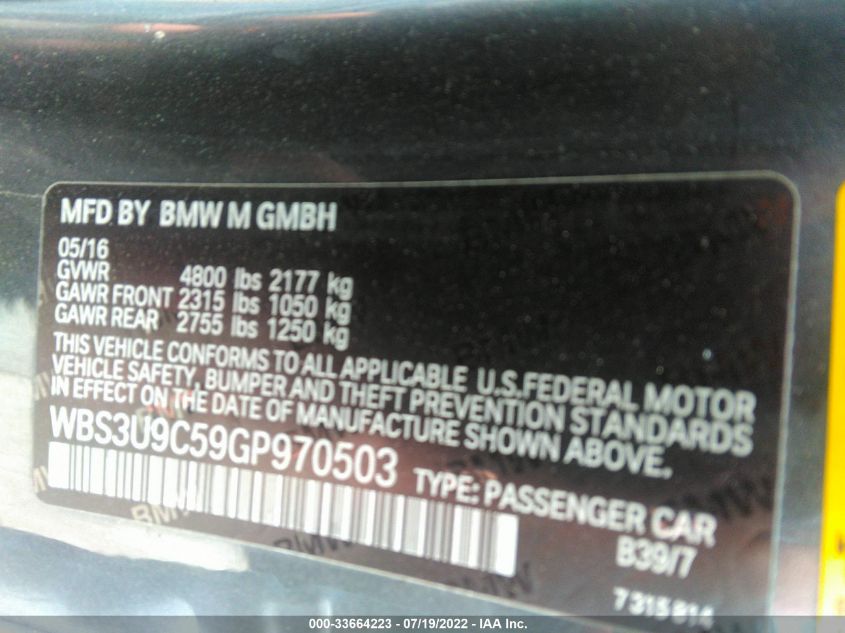 MFD BY BMW M GMBH
05/16
GVWR 4800 lbs 2177 kg
GAWR FRONT 2315 lbs 1050 kg
GAWR REAR 2755 lbs 1250 kg
THIS VEHICLE CONFORMS TO ALL APPLICABLE U.S.FEDERAL MOTOR
VEHICLE SAFETY, BUMPER AND THEFT PREVENTION STANDARDS
IN EFFECT ON THE DATE OF MANUFACTURE SHOWN ABOVE.
WBS3U9C59GP970503 TYPE: PASSENGER CAR
B39/7
7315814
000-33664223 - 07/19/2022 - IAA Inc.